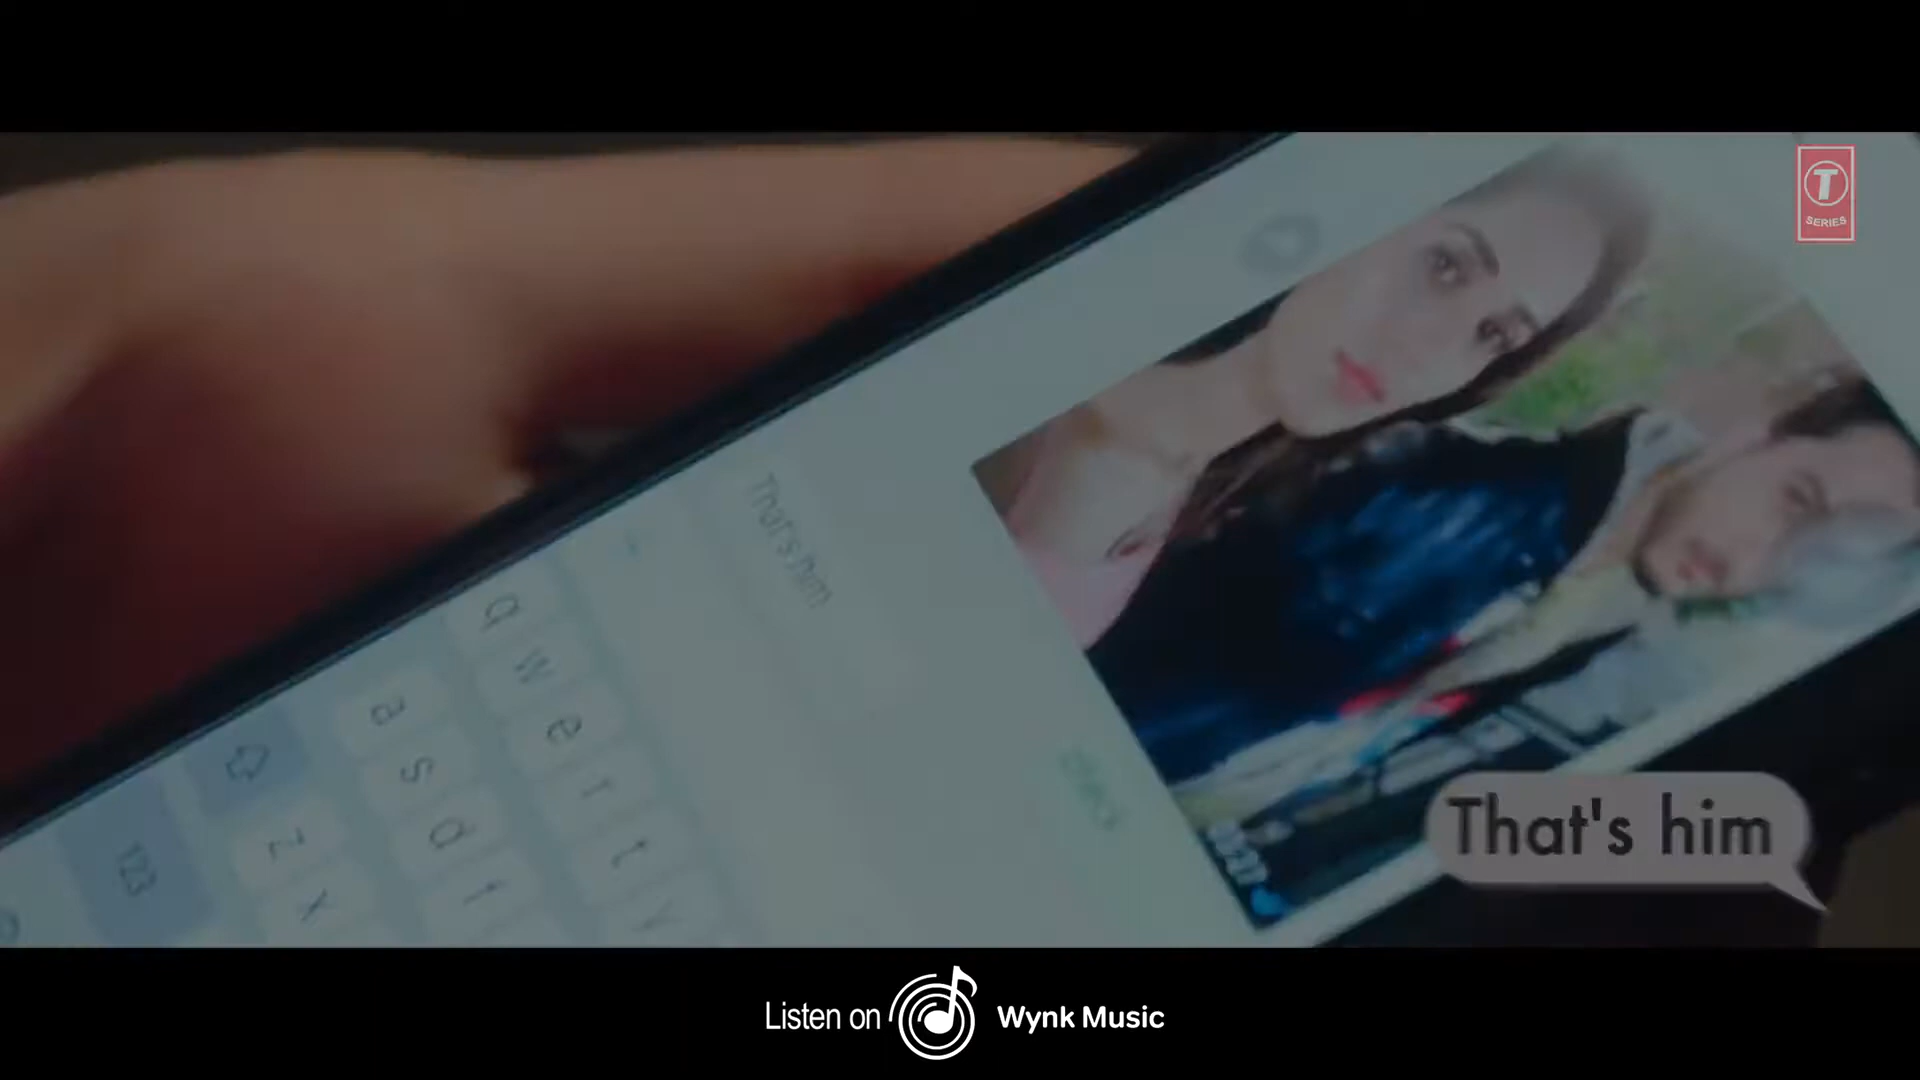 T
SERIES
That's him
q w e r t y
a s d f
z x
123
That's him
Listen on Wynk Music